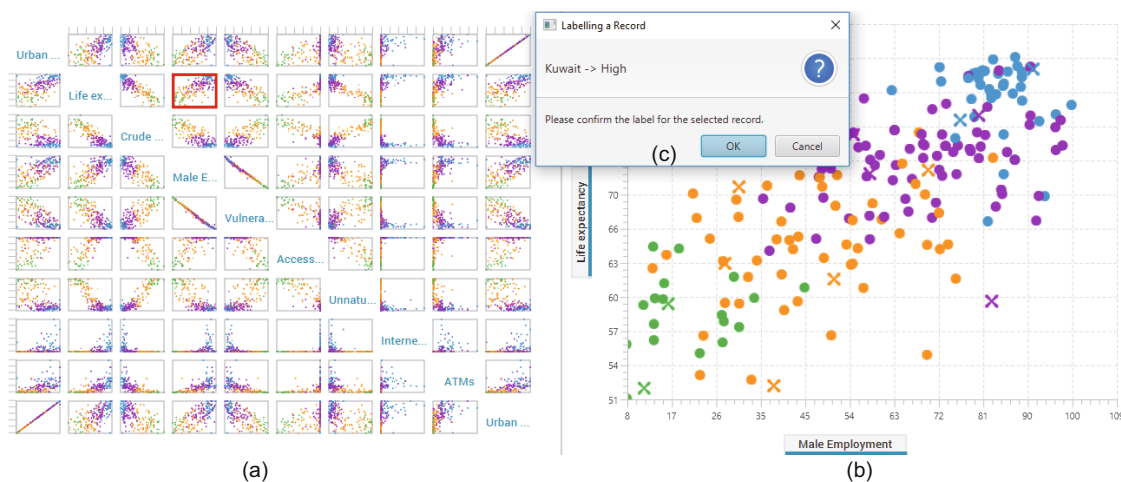 Urban ...
Life ex...
Crude ...
Male E...
Vulnera...
Access...
Unnatu...
Interne...
ATMs
Urban ...
(a)
Labelling a Record
Kuwait -> High
?
Please confirm the label for the selected record.
OK
Cancel
(c)
Life expectancy
70
66
63
60
57
54
51
8
17
26
35
45
54
63
72
81
90
100
109
Male Employment
(b)